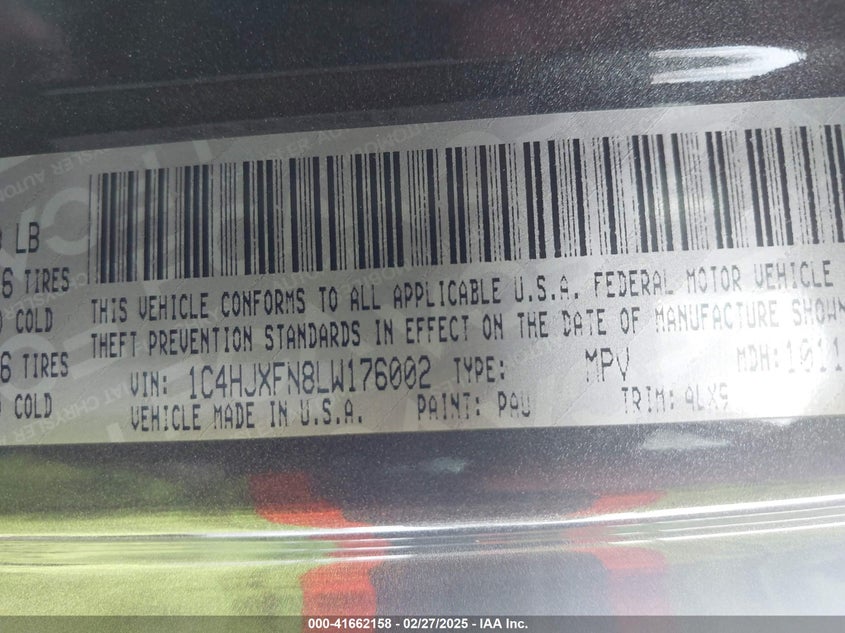 LB
6 TIRES
COLD
6 TIRES
COLD
THIS VEHICLE CONFORMS TO ALL APPLICABLE U.S.A. FEDERAL MOTOR VEHICLE
THEFT PREVENTION STANDARDS IN EFFECT ON THE DATE OF MANUFACTURE SHOWN
VIN: 1C4HJXFN8LW176002 TYPE: MPV MDH:1011
VEHICLE MADE IN U.S.A. PAINT: PAU TRIM: ALX9
000-41662158 - 02/27/2025 - IAA Inc.